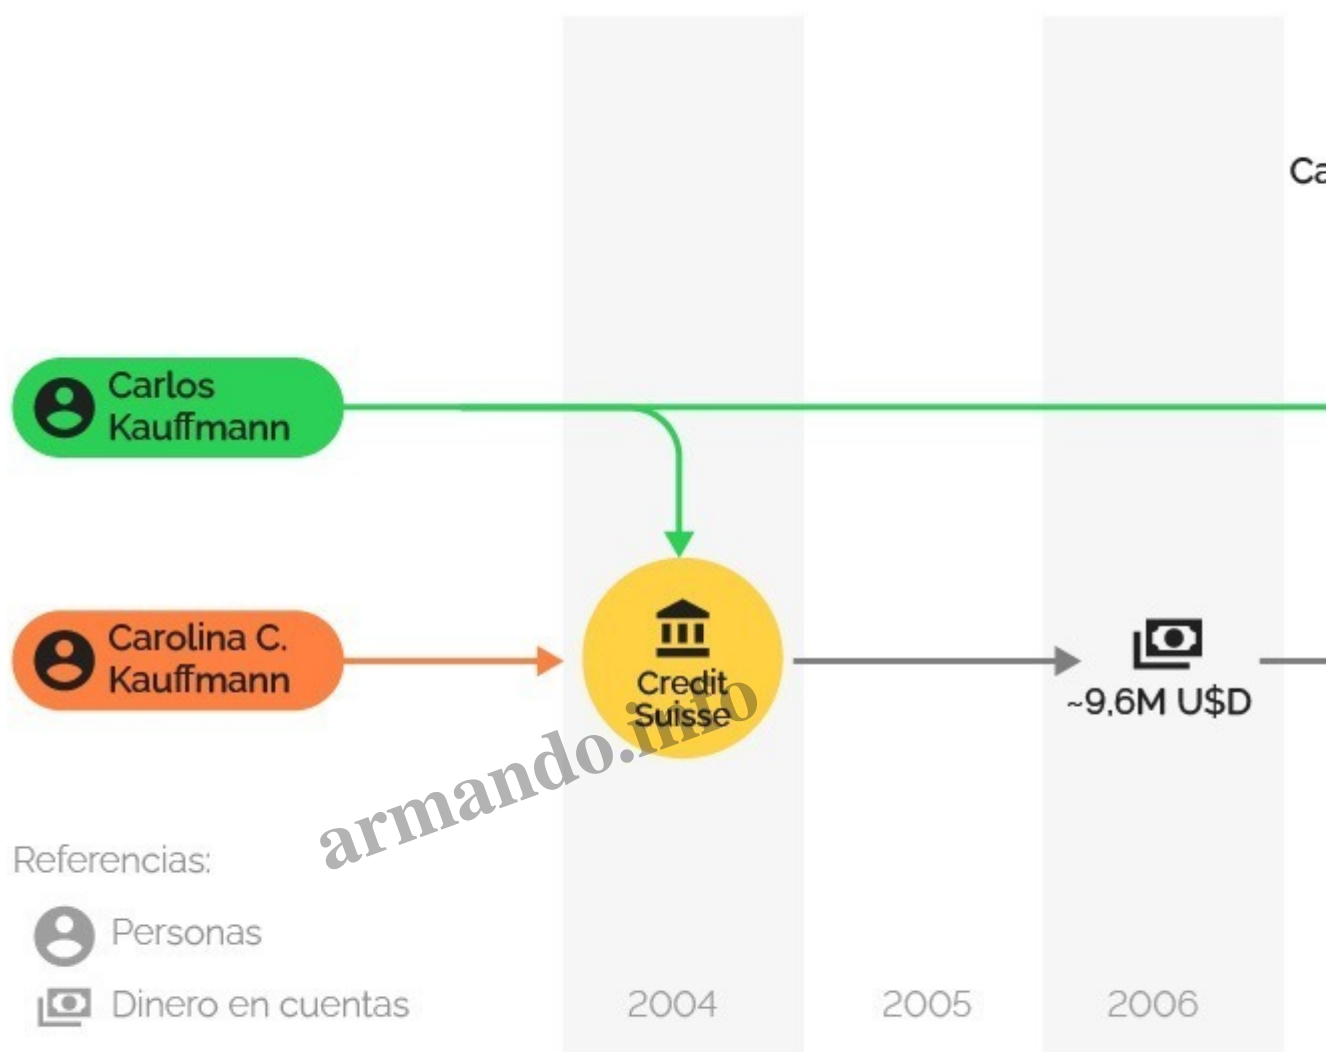 Ca
Carlos
Kauffmann
Carolina C.
Kauffmann
Credit
Suisse
~9,6M U$D
armando.info
Referencias:
Personas
Dinero en cuentas
2004
2005
2006